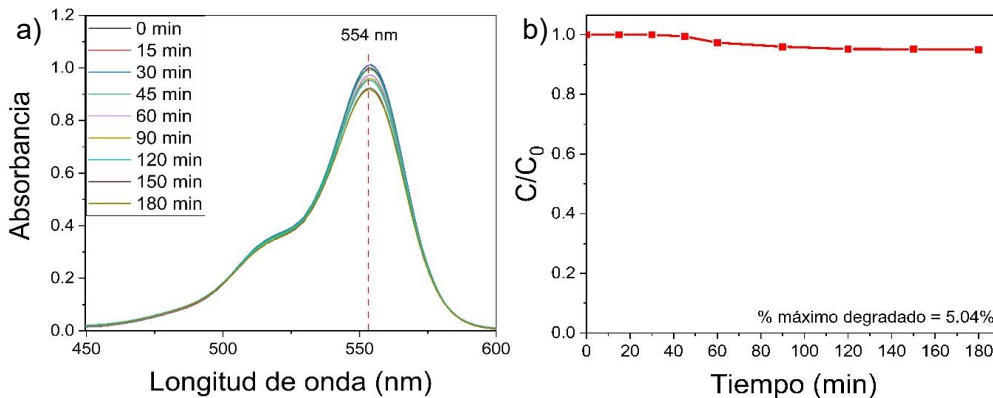 a)
554 nm
0 min
15 min
30 min
45 min
60 min
90 min
120 min
150 min
180 min
Absorbancia
1.2
1.0
0.8
0.6
0.4
0.2
0.0
450 500 550 600
Longitud de onda (nm)
b)
C/C0
1.0
0.8
0.6
0.4
0.2
0.0
% máximo degradado = 5.04%
0 20 40 60 80 100 120 140 160 180
Tiempo (min)